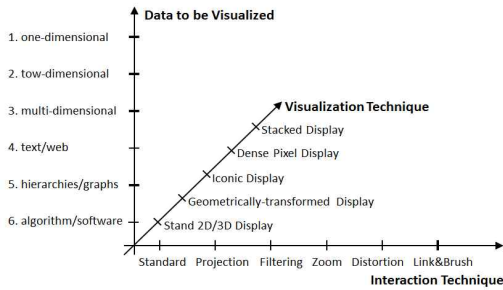 Data to be Visualized
1. one-dimensional
2. tow-dimensional
3. multi-dimensional
4. text/web
5. hierarchies/graphs
6. algorithm/software
Visualization Technique
Stacked Display
Dense Pixel Display
Iconic Display
Geometrically-transformed Display
Stand 2D/3D Display
Standard Projection Filtering Zoom Distortion Link&Brush
Interaction Technique